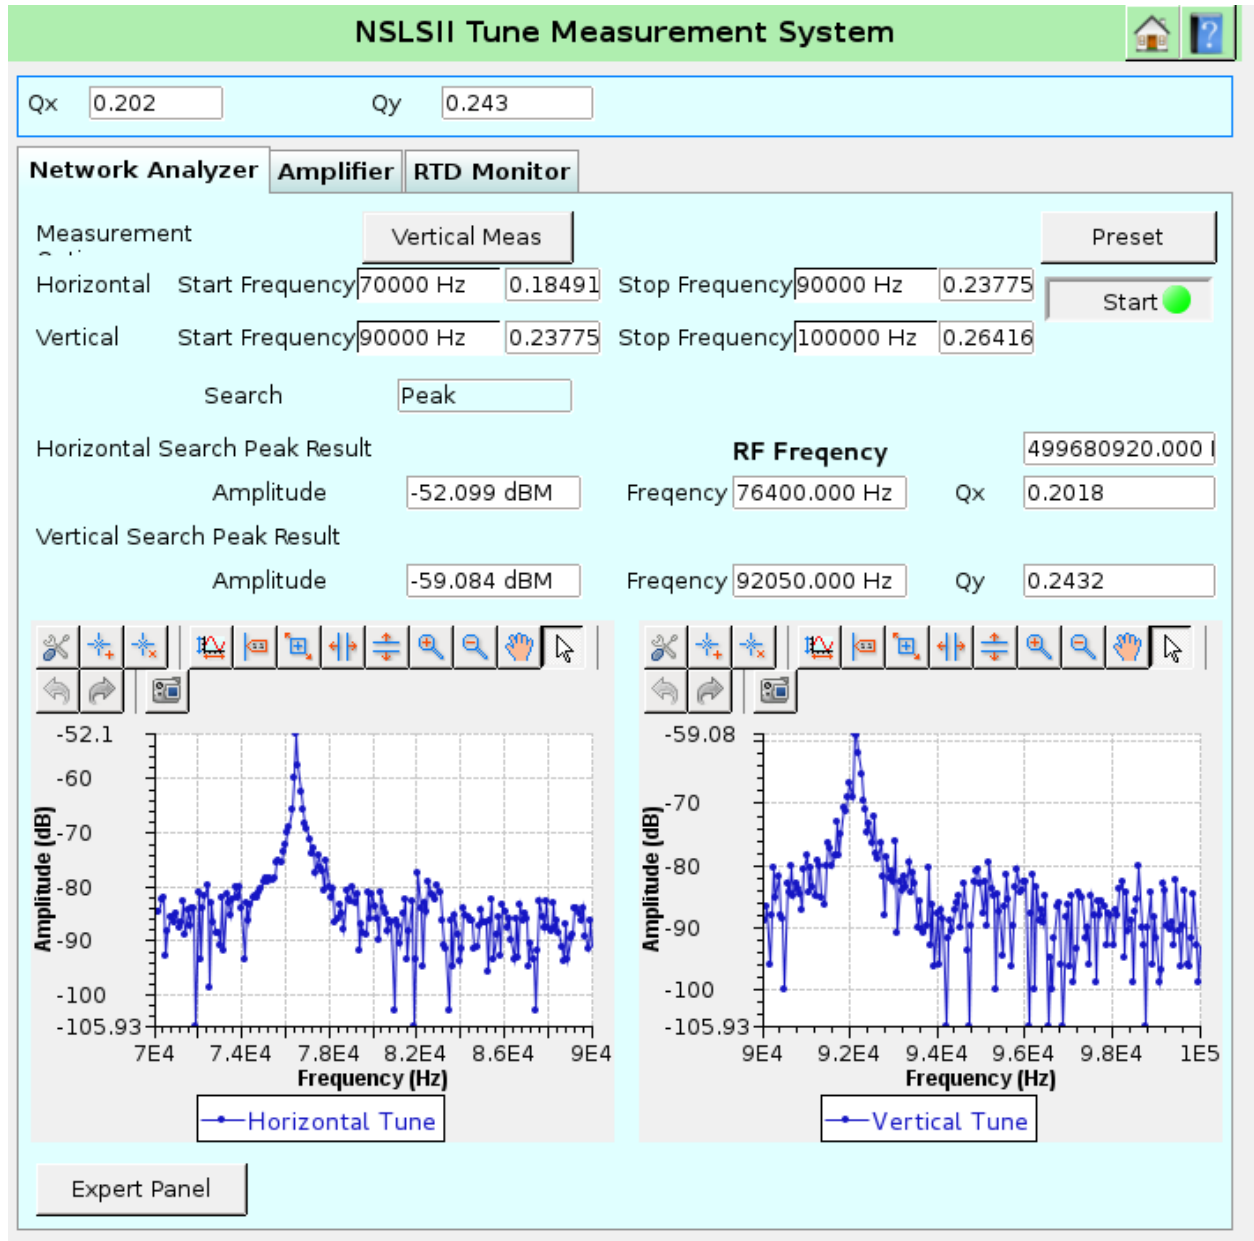 NSLSII Tune Measurement System
Qx 0.202 Qy 0.243
Network Analyzer Amplifier RTD Monitor
Measurement Vertical Meas Preset
Horizontal Start Frequency 70000 Hz 0.18491 Stop Frequency 90000 Hz 0.23775
Start
Vertical Start Frequency 90000 Hz 0.23775 Stop Frequency 100000 Hz 0.26416
Search Peak
Horizontal Search Peak Result RF Freqency 499680920.000
Amplitude -52.099 dBM Freqency 76400.000 Hz Qx 0.2018
Vertical Search Peak Result
Amplitude -59.084 dBM Freqency 92050.000 Hz Qy 0.2432
-52.1
-60
-70
-80
-90
-100
-105.93
Amplitude (dB)
7E4 7.4E4 7.8E4 8.2E4 8.6E4 9E4
Frequency (Hz)
Horizontal Tune
-59.08
-70
-80
-90
-100
-105.93
Amplitude (dB)
9E4 9.2E4 9.4E4 9.6E4 9.8E4 1E5
Frequency (Hz)
Vertical Tune
Expert Panel